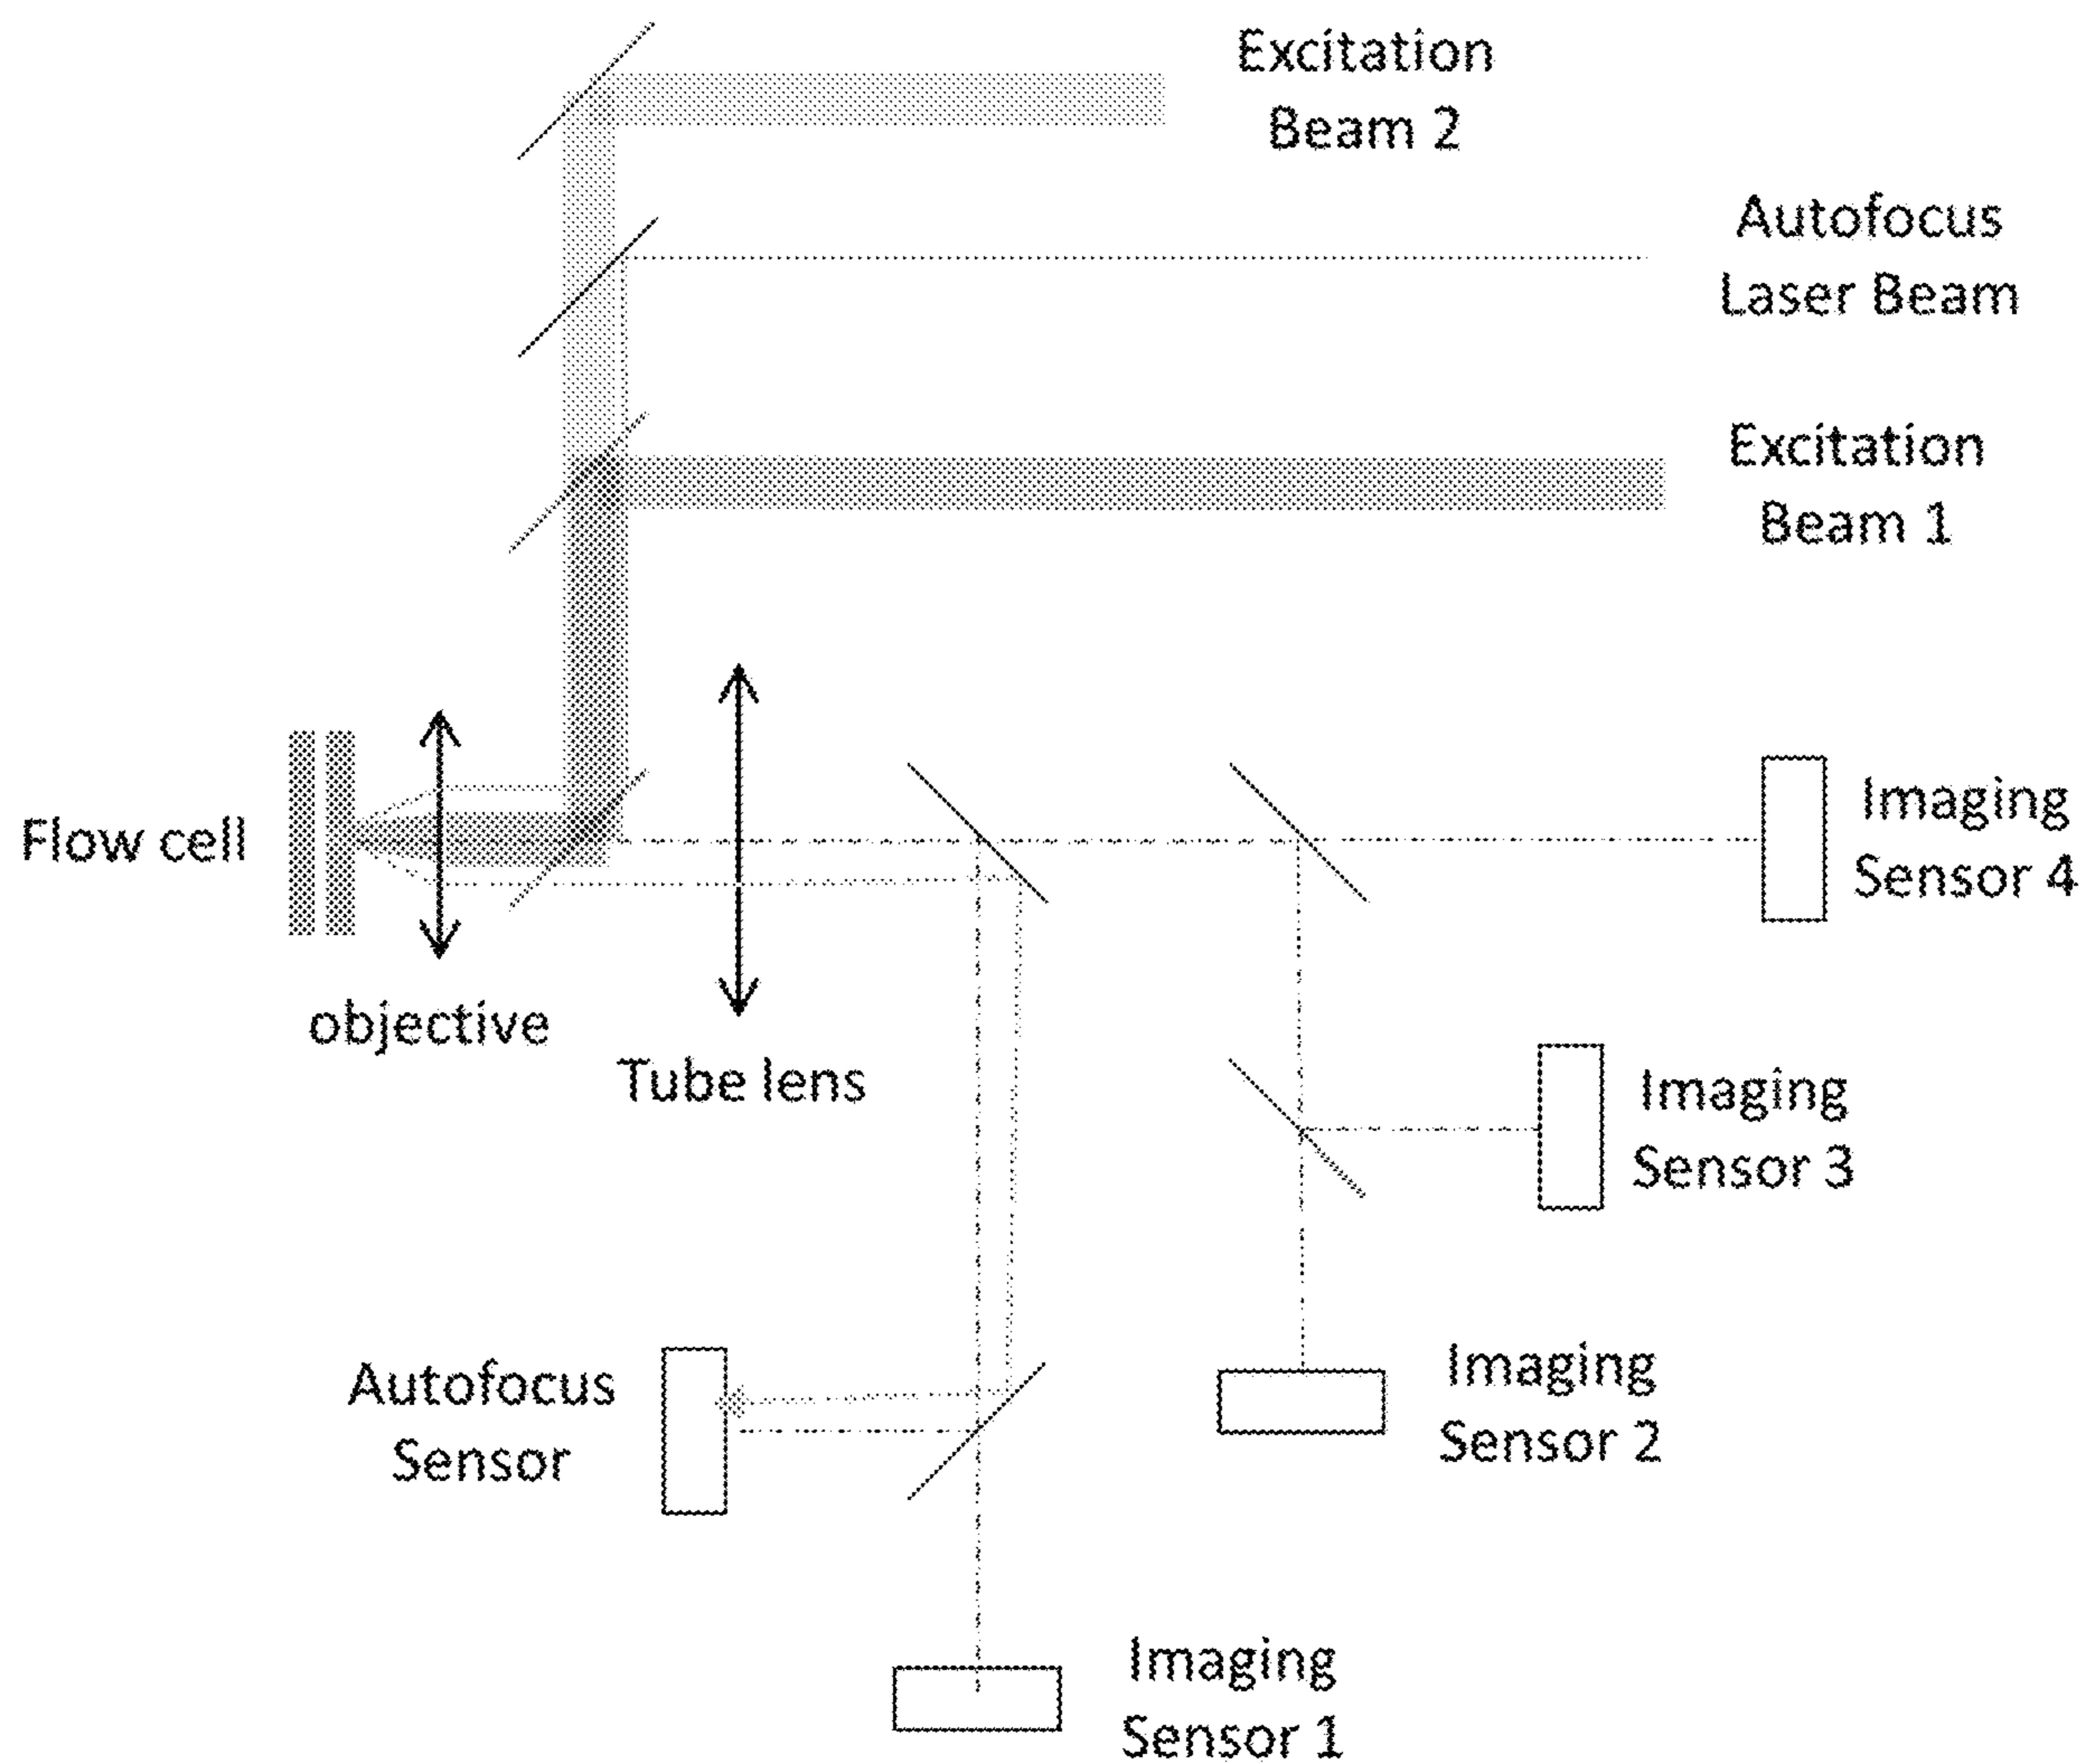 Excitation
Beam 2
Autofocus
Laser Beam
Excitation
Beam 1
Flow cell
objective
Tube lens
Imaging
Sensor 4
Imaging
Sensor 3
Autofocus
Sensor
Imaging
Sensor 2
Imaging
Sensor 1